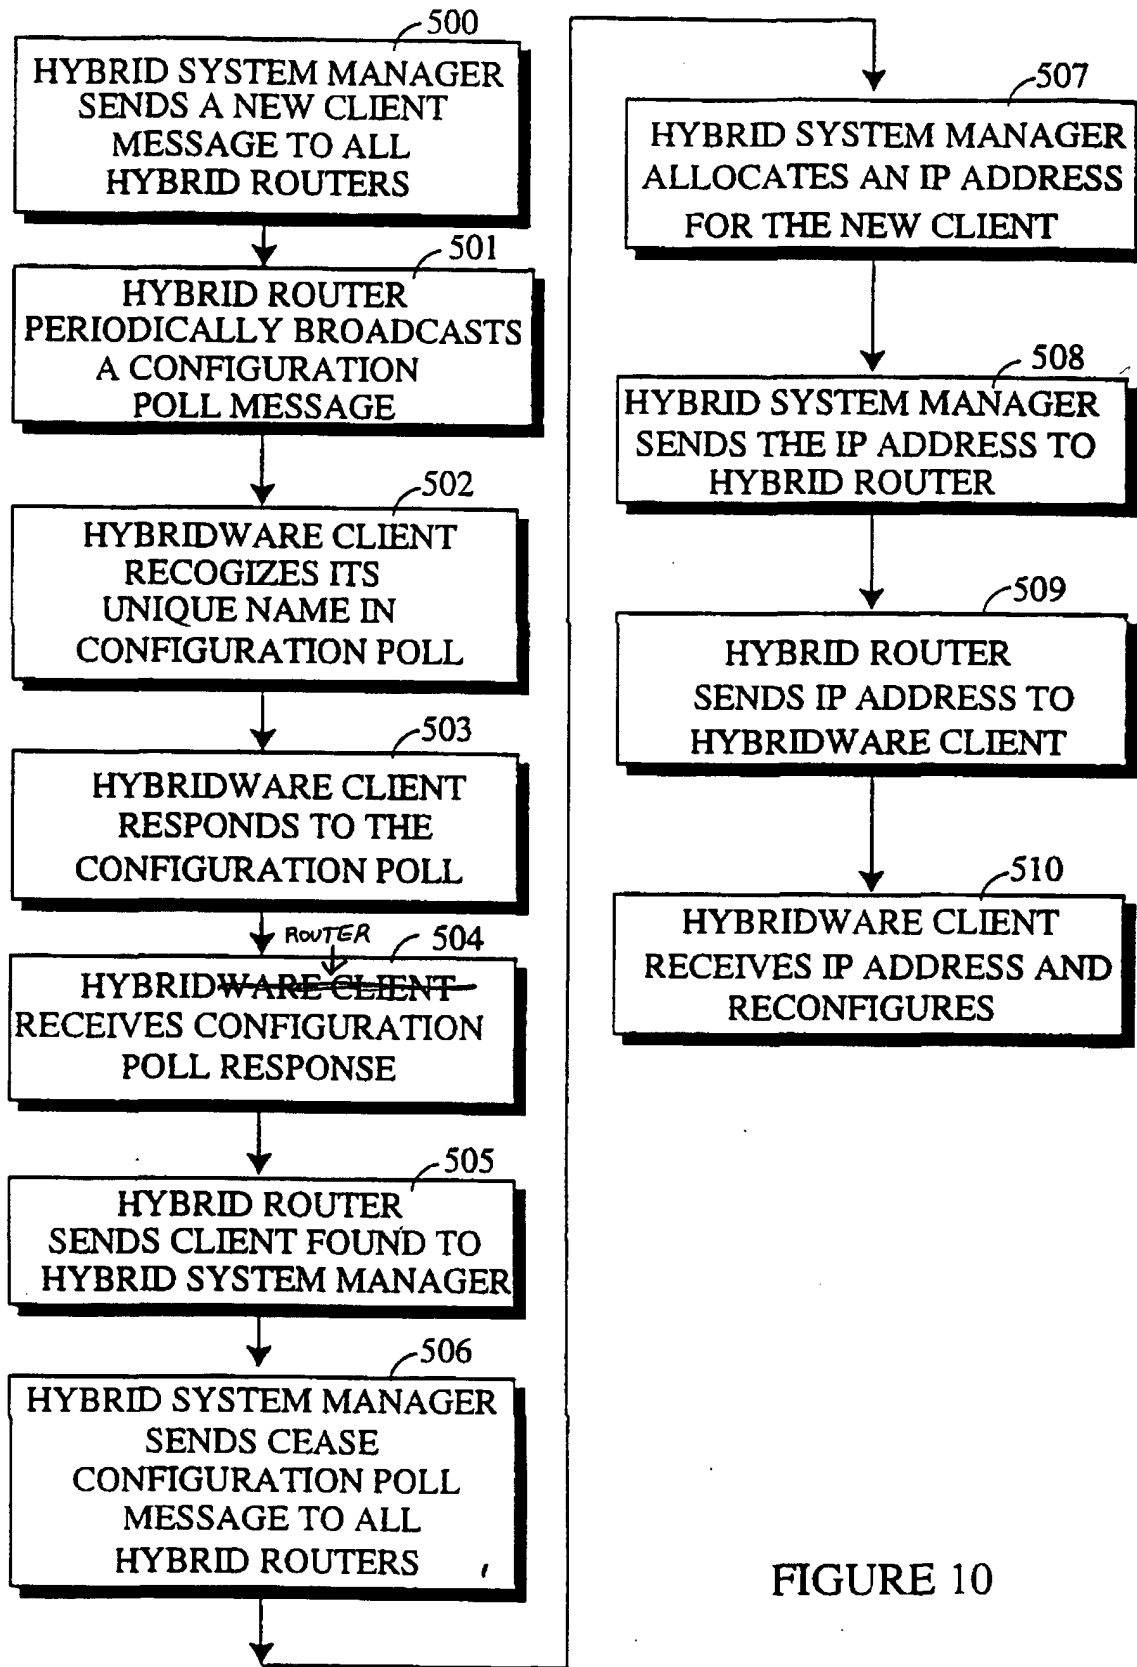 500
HYBRID SYSTEM MANAGER
SENDS A NEW CLIENT
MESSAGE TO ALL
HYBRID ROUTERS
501
HYBRID ROUTER
PERIODICALLY BROADCASTS
A CONFIGURATION
POLL MESSAGE
502
HYBRIDWARE CLIENT
RECOGIZES ITS
UNIQUE NAME IN
CONFIGURATION POLL
503
HYBRIDWARE CLIENT
RESPONDS TO THE
CONFIGURATION POLL
ROUTER
504
HYBRIDWARE CLIENT
RECEIVES CONFIGURATION
POLL RESPONSE
505
HYBRID ROUTER
SENDS CLIENT FOUND TO
HYBRID SYSTEM MANAGER
506
HYBRID SYSTEM MANAGER
SENDS CEASE
CONFIGURATION POLL
MESSAGE TO ALL
HYBRID ROUTERS
507
HYBRID SYSTEM MANAGER
ALLOCATES AN IP ADDRESS
FOR THE NEW CLIENT
508
HYBRID SYSTEM MANAGER
SENDS THE IP ADDRESS TO
HYBRID ROUTER
509
HYBRID ROUTER
SENDS IP ADDRESS TO
HYBRIDWARE CLIENT
510
HYBRIDWARE CLIENT
RECEIVES IP ADDRESS AND
RECONFIGURES
FIGURE 10